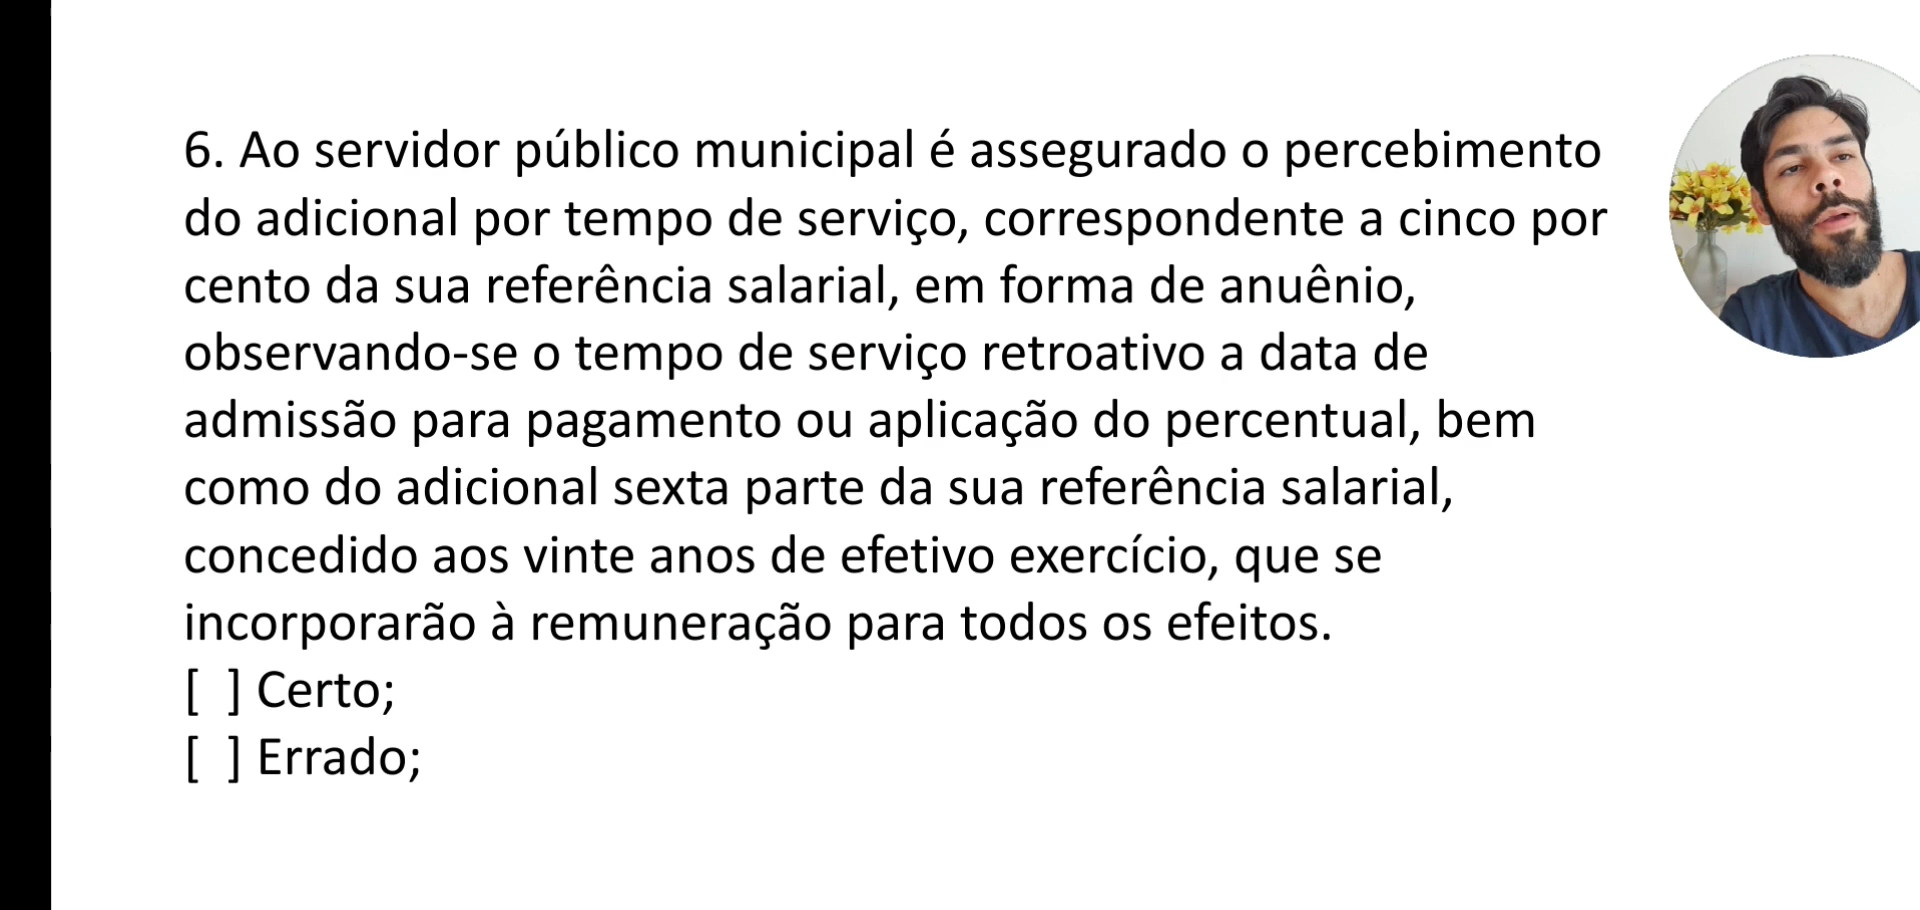 6. Ao servidor público municipal é assegurado o percebimento
do adicional por tempo de serviço, correspondente a cinco por
cento da sua referência salarial, em forma de anuênio,
observando-se o tempo de serviço retroativo a data de
admissão para pagamento ou aplicação do percentual, bem
como do adicional sexta parte da sua referência salarial,
concedido aos vinte anos de efetivo exercício, que se
incorporarão à remuneração para todos os efeitos.
[ ] Certo;
[ ] Errado;